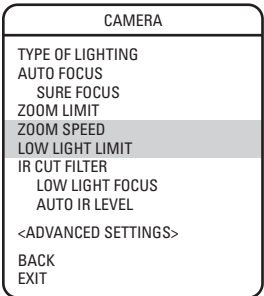 CAMERA
TYPE OF LIGHTING
AUTO FOCUS
SURE FOCUS
ZOOM LIMIT
ZOOM SPEED
LOW LIGHT LIMIT
IR CUT FILTER
LOW LIGHT FOCUS
AUTO IR LEVEL
<ADVANCED SETTINGS>
BACK
EXIT